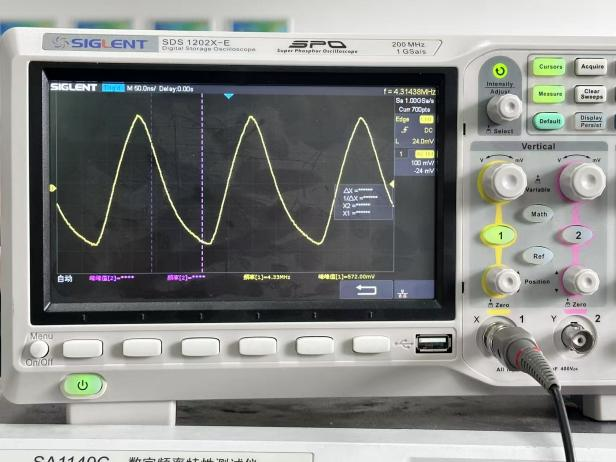 SIGLENT SDS 1202X-E
Digital Storage Oscilloscope
SPO
Super Phosphor Oscilloscope
200 MHz
1 GSa/s
SIGLENT Trig'd M 50.0ns/ Delay:0.00s
f = 4.31438MHz
Sa 1.00GSa/s
Curr 700pts
Edge
DC
L 24.0mV
1
100 mV/
-24 mV
ΔX =******
1/ΔX =******
X2 =******
X1 =******
自动 峰峰值[2]=**** 频率[2]=**** 频率[1]=4.33MHz 峰峰值[1]=572.00mV
Intensity
Adjust
Select
Cursors Acquire
Measure Clear Sweeps
Default Display Persist
Vertical
V mV V mV
Variable
Math
1 2
Ref
Position
Zero Zero
X 1 Y 2
Menu
On/Off
All
400Vpk
SA1140C 数字频率特性测试仪